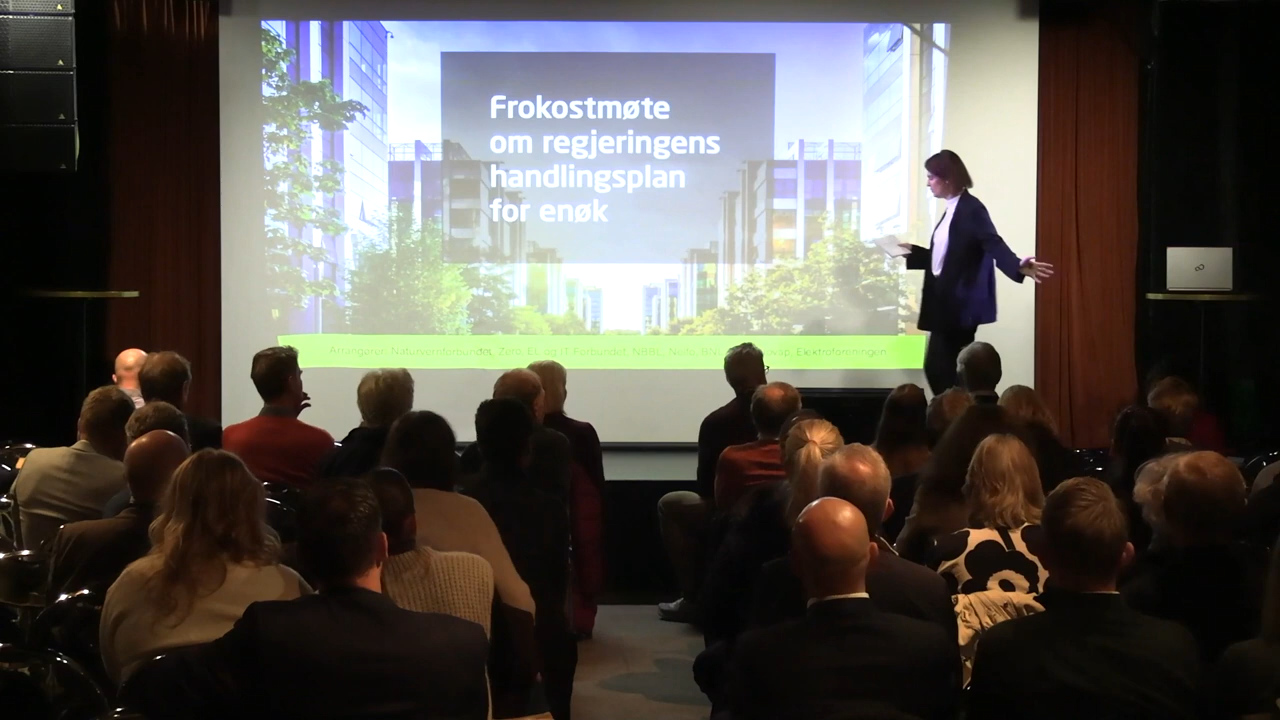 Frokostmøte
om regjeringens
handlingsplan
for enøk
Arrangører: Naturvernforbundet, Zero, EL og IT Forbundet, NBBL, Nelfo, Elektroforeningen